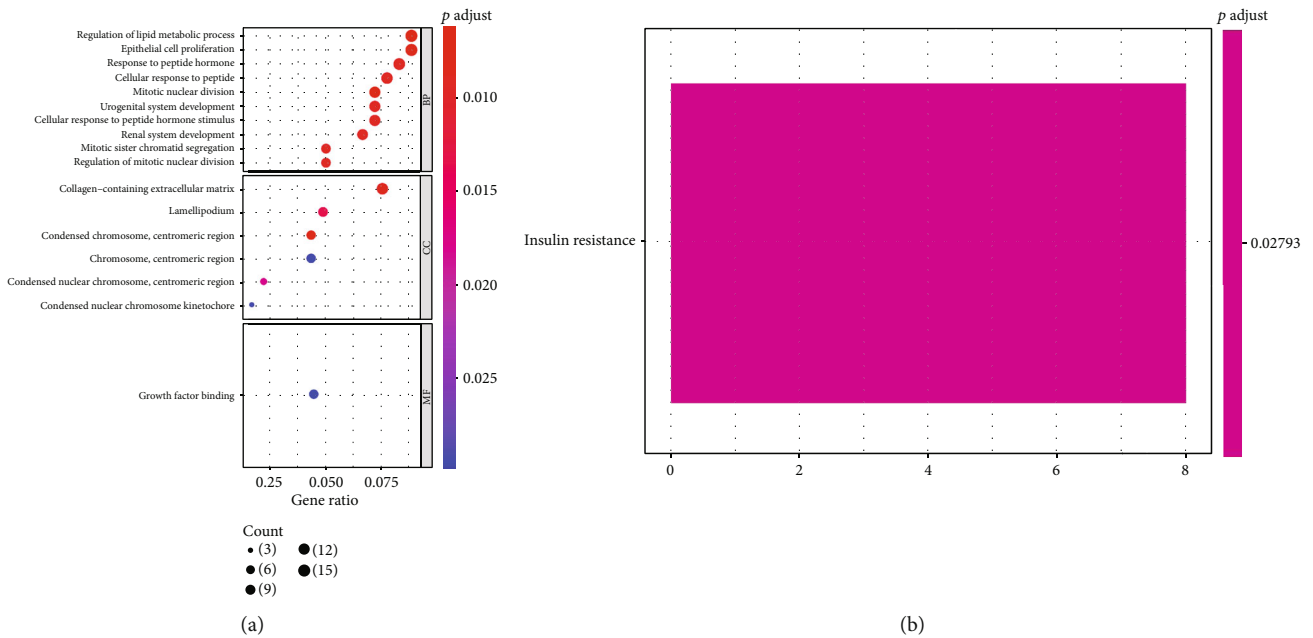 p adjust
Regulation of lipid metabolic process
Epithelial cell proliferation
Response to peptide hormone
Cellular response to peptide
Mitotic nuclear division
Urogenital system development
Cellular response to peptide hormone stimulus
Renal system development
Mitotic sister chromatid segregation
Regulation of mitotic nuclear division
BP
Collagen–containing extracellular matrix
Lamellipodium
Condensed chromosome, centromeric region
Chromosome, centromeric region
Condensed nuclear chromosome, centromeric region
Condensed nuclear chromosome kinetochore
CC
Growth factor binding
MF
0.010
0.015
0.020
0.025
0.25 0.050 0.075
Gene ratio
Count
(3) (12)
(6) (15)
(9)
(a)
p adjust
Insulin resistance
0.02793
0 2 4 6 8
(b)